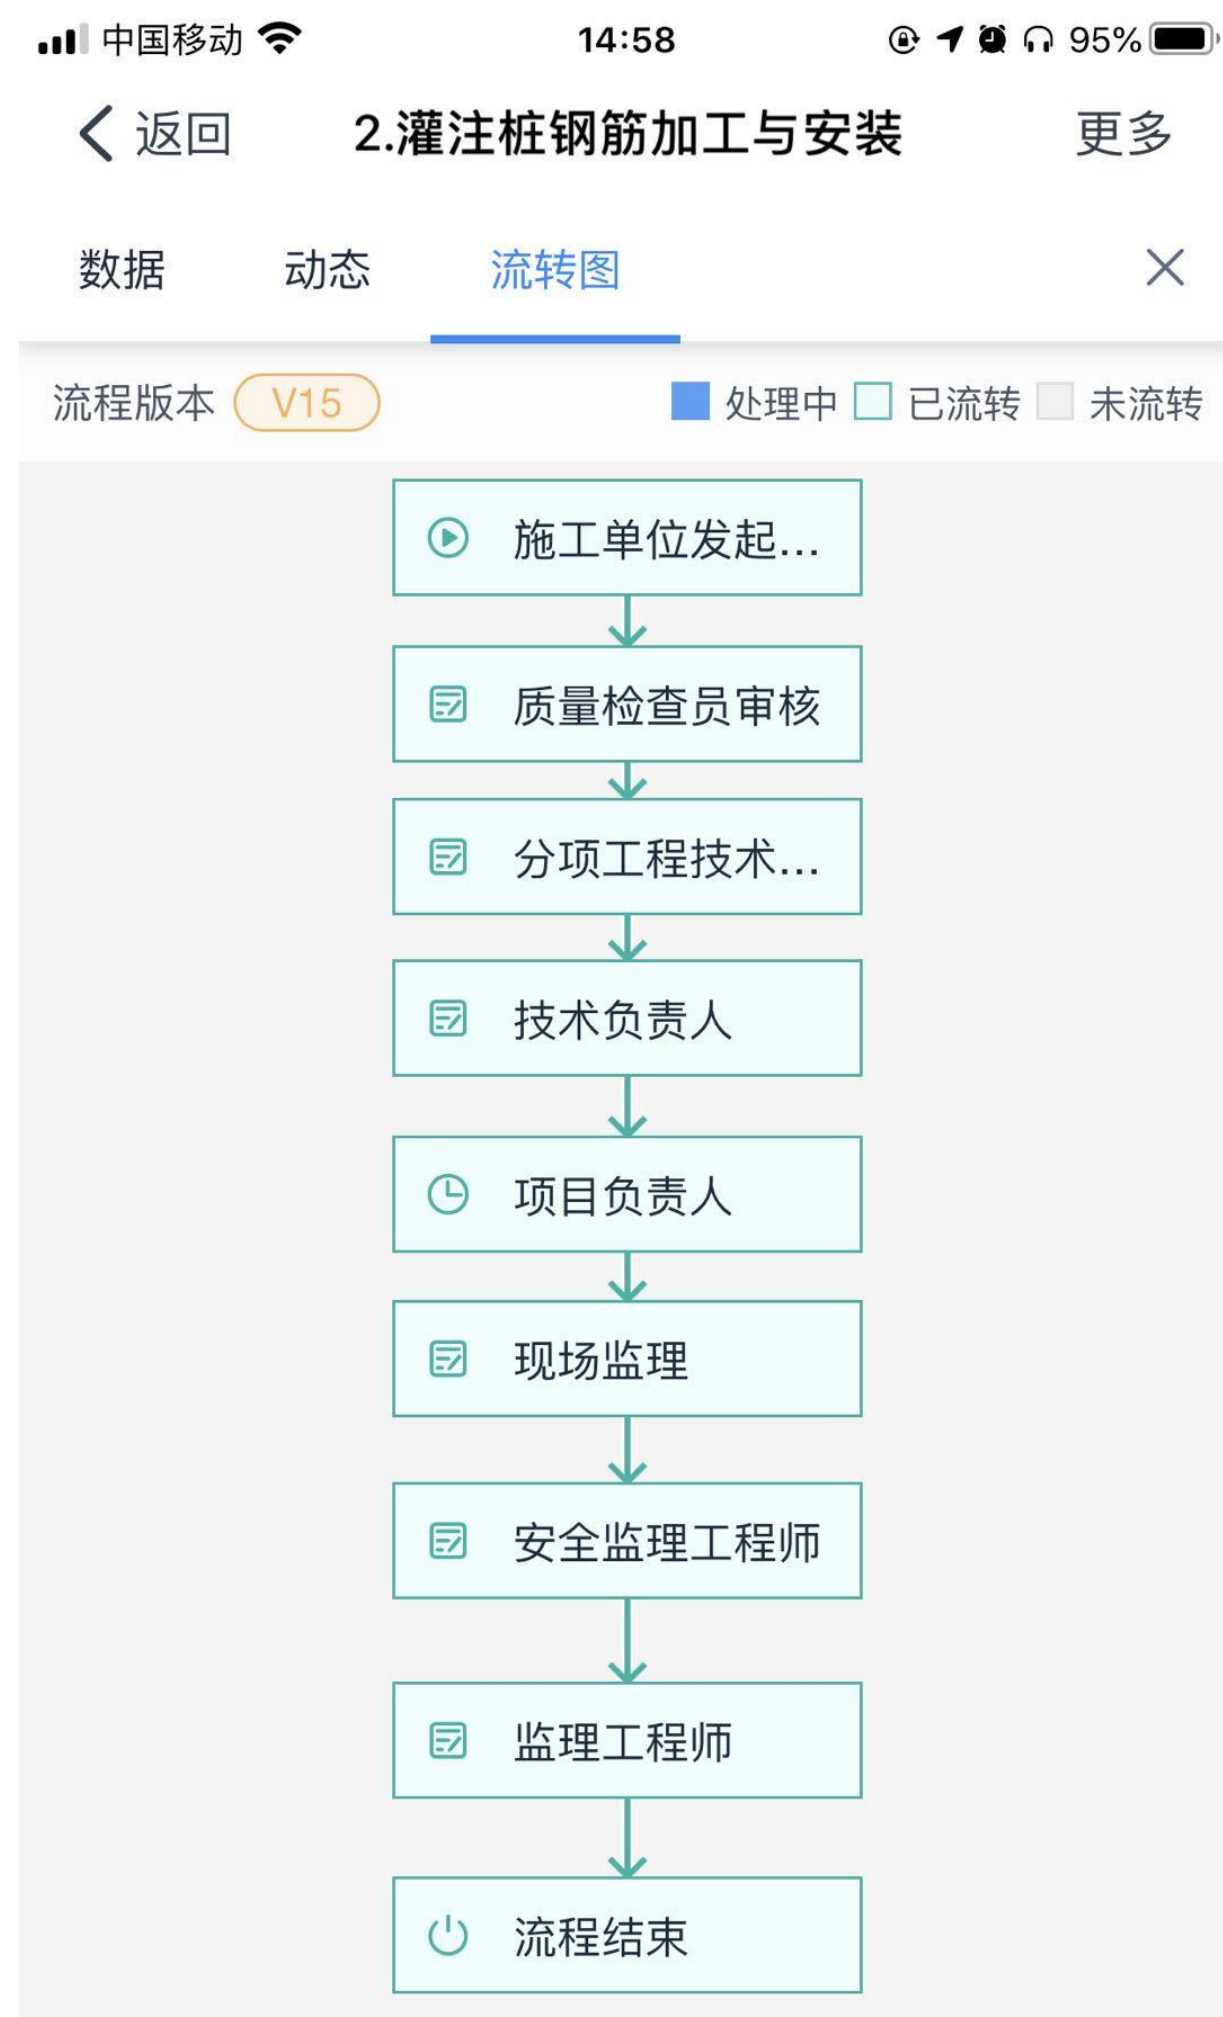 中国移动 14:58 95%
返回 2.灌注桩钢筋加工与安装 更多
数据 动态 流转图
流程版本 V15 处理中 已流转 未流转
施工单位发起...
质量检查员审核
分项工程技术...
技术负责人
项目负责人
现场监理
安全监理工程师
监理工程师
流程结束